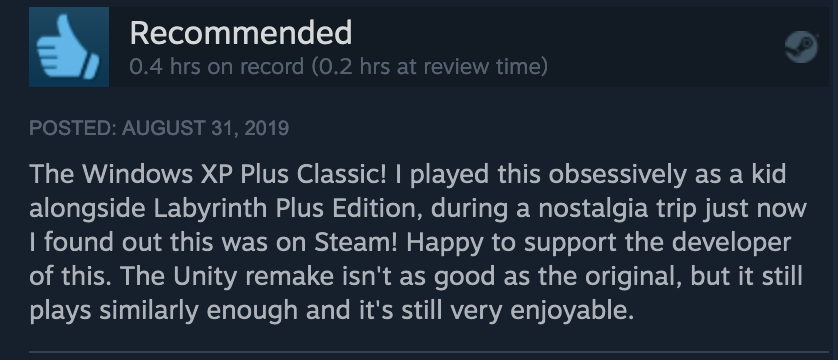 Recommended
0.4 hrs on record (0.2 hrs at review time)
POSTED: AUGUST 31, 2019
The Windows XP Plus Classic! I played this obsessively as a kid
alongside Labyrinth Plus Edition, during a nostalgia trip just now
I found out this was on Steam! Happy to support the developer
of this. The Unity remake isn't as good as the original, but it still
plays similarly enough and it's still very enjoyable.